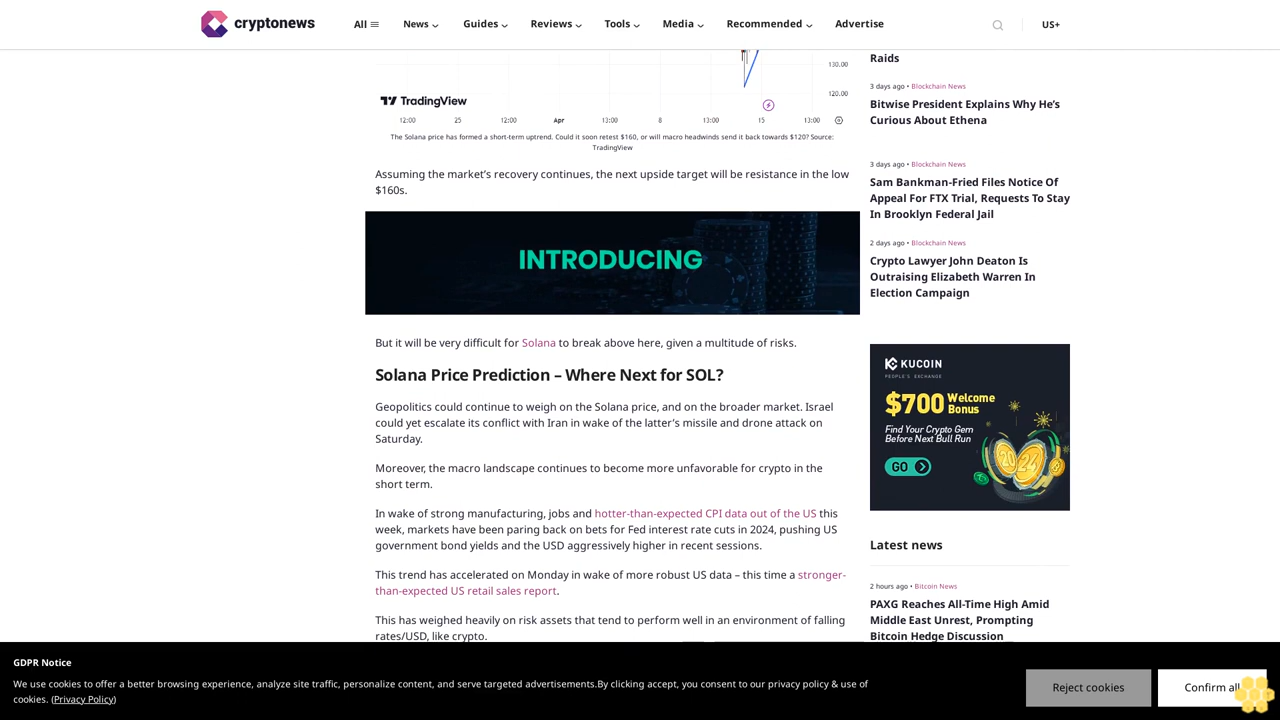 cryptonews
All
News
Guides
Reviews
Tools
Media
Recommended
Advertise
US+
130.00
120.00
TradingView
12:00 25 12:00 Apr 13:00 8 13:00 15 13:00
The Solana price has formed a short-term uptrend. Could it soon retest $160, or will macro headwinds send it back towards $120? Source:
TradingView
Assuming the market’s recovery continues, the next upside target will be resistance in the low
$160s.
INTRODUCING
But it will be very difficult for Solana to break above here, given a multitude of risks.
Solana Price Prediction – Where Next for SOL?
Geopolitics could continue to weigh on the Solana price, and on the broader market. Israel
could yet escalate its conflict with Iran in wake of the latter’s missile and drone attack on
Saturday.
Moreover, the macro landscape continues to become more unfavorable for crypto in the
short term.
In wake of strong manufacturing, jobs and hotter-than-expected CPI data out of the US this
week, markets have been paring back on bets for Fed interest rate cuts in 2024, pushing US
government bond yields and the USD aggressively higher in recent sessions.
This trend has accelerated on Monday in wake of more robust US data – this time a stronger-
than-expected US retail sales report.
This has weighed heavily on risk assets that tend to perform well in an environment of falling
rates/USD, like crypto.
Raids
3 days ago • Blockchain News
Bitwise President Explains Why He’s
Curious About Ethena
3 days ago • Blockchain News
Sam Bankman-Fried Files Notice Of
Appeal For FTX Trial, Requests To Stay
In Brooklyn Federal Jail
2 days ago • Blockchain News
Crypto Lawyer John Deaton Is
Outraising Elizabeth Warren In
Election Campaign
KUCOIN
PEOPLE'S EXCHANGE
$700 Welcome
Bonus
Find Your Crypto Gem
Before Next Bull Run
GO
20 24
Latest news
2 hours ago • Bitcoin News
PAXG Reaches All-Time High Amid
Middle East Unrest, Prompting
Bitcoin Hedge Discussion
GDPR Notice
We use cookies to offer a better browsing experience, analyze site traffic, personalize content, and serve targeted advertisements.By clicking accept, you consent to our privacy policy & use of
cookies. (Privacy Policy)
Reject cookies
Confirm all